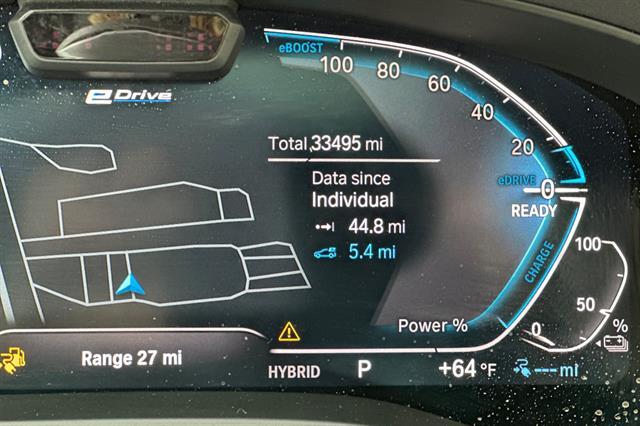 eBOOST
100
80
60
40
20
eDRIVE
0
READY
eDrive
Total 33495 mi
Data since
Individual
44.8 mi
5.4 mi
CHARGE
100
50
0
%
Power %
Range 27 mi
HYBRID P +64 °F --- mi